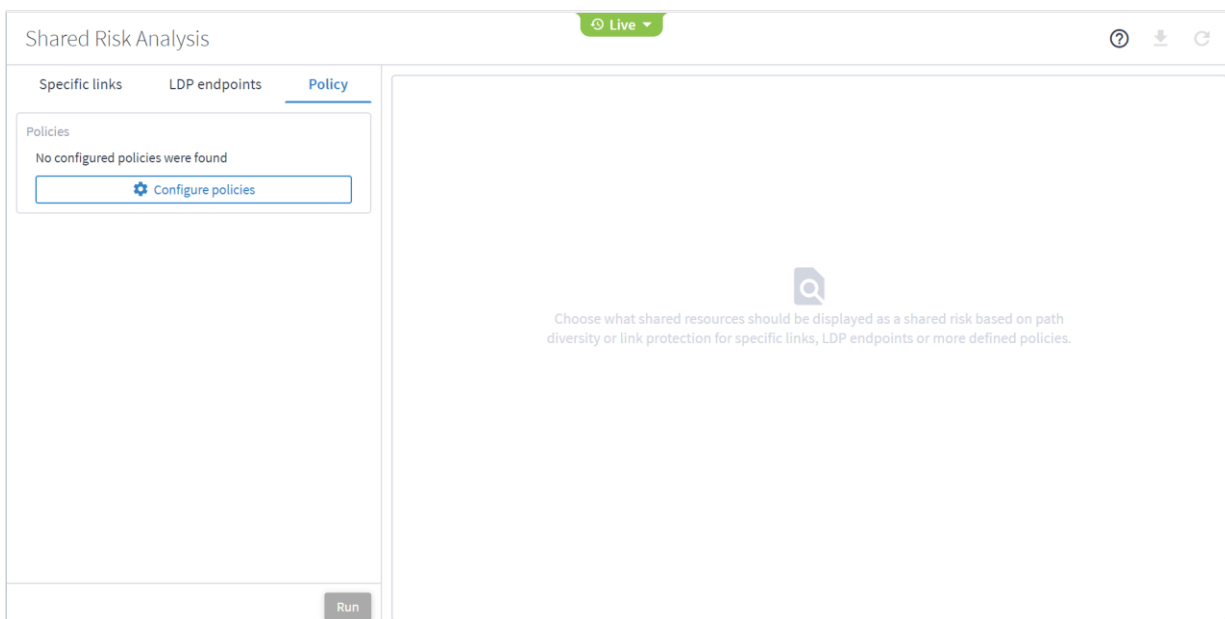 Live
Shared Risk Analysis
Specific links LDP endpoints Policy
Policies
No configured policies were found
Configure policies
Choose what shared resources should be displayed as a shared risk based on path
diversity or link protection for specific links, LDP endpoints or more defined policies.
Run